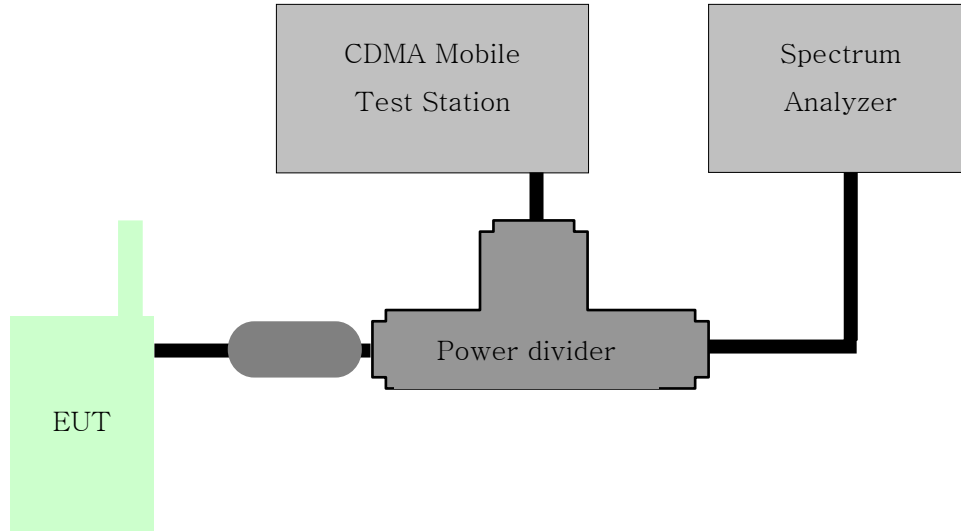 CDMA Mobile
Test Station
Spectrum
Analyzer
Power divider
EUT